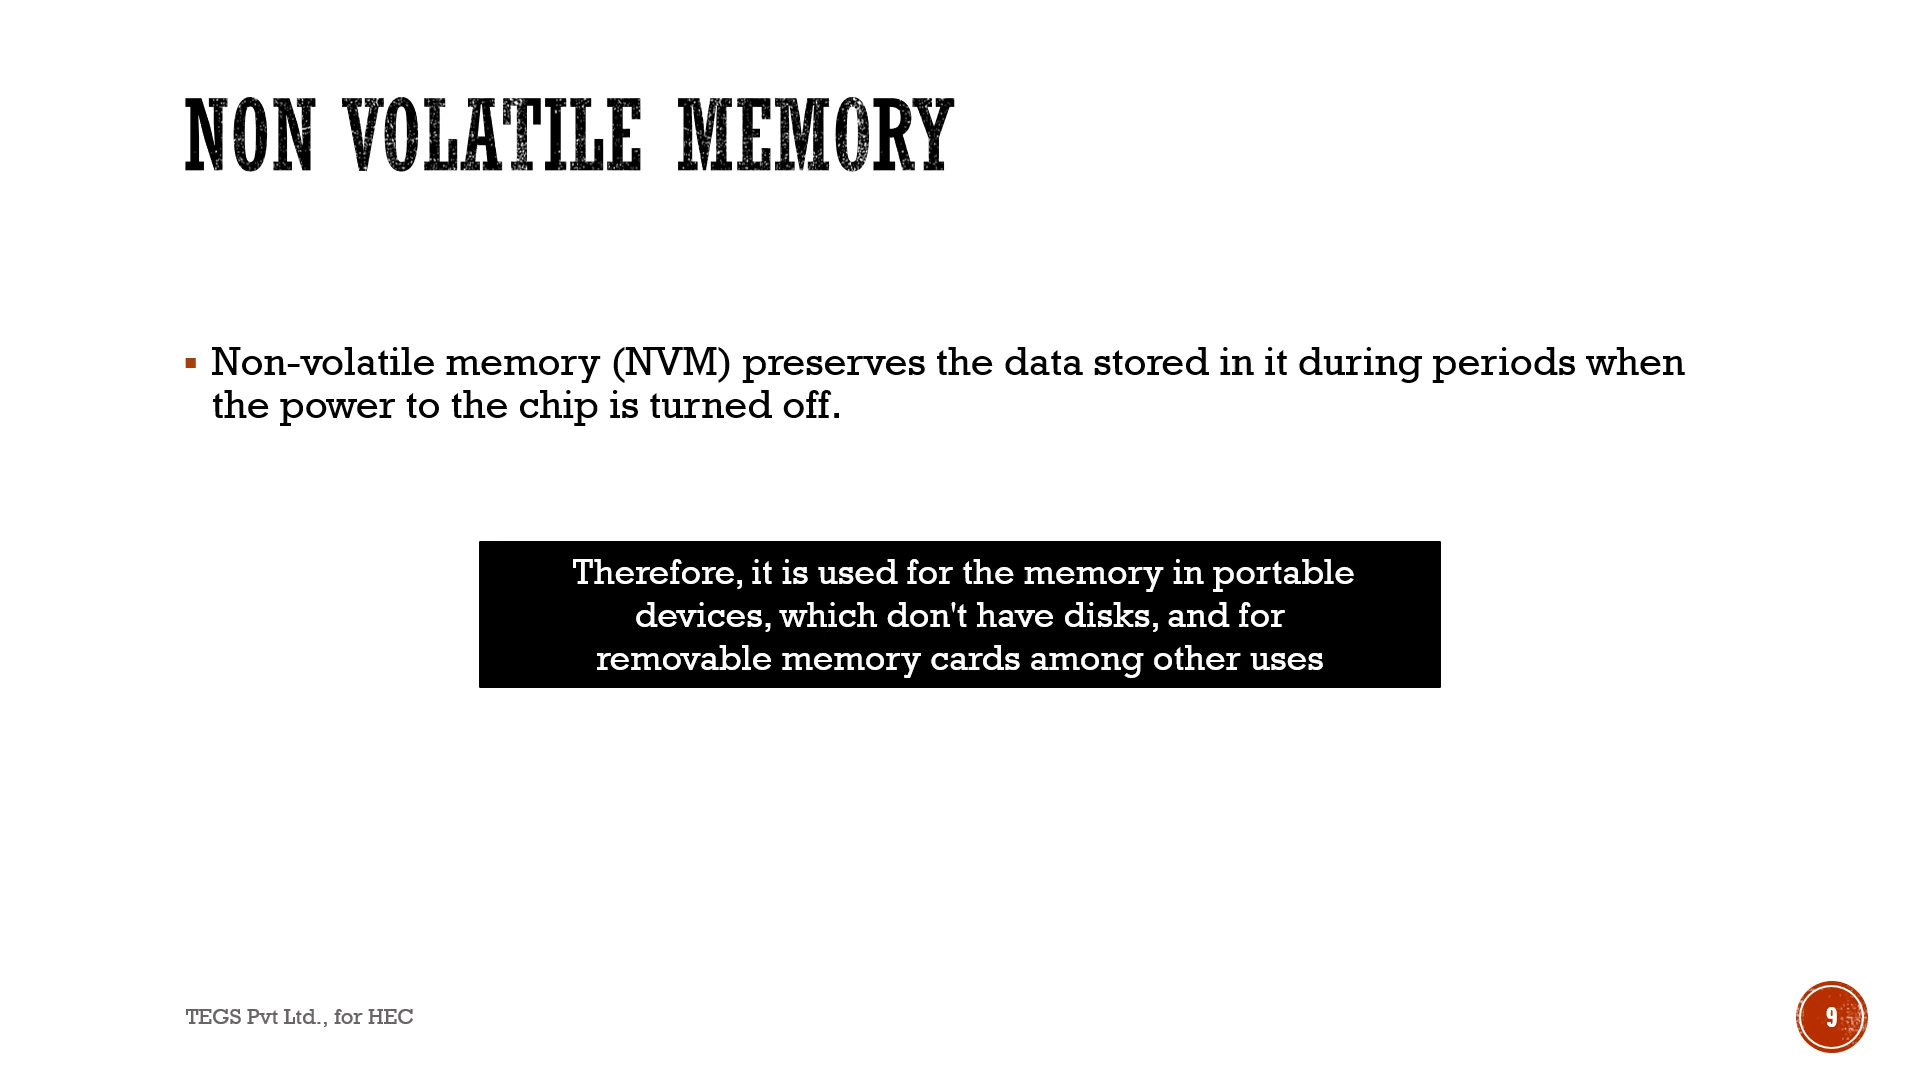 NON VOLATILE MEMORY
▪ Non-volatile memory (NVM) preserves the data stored in it during periods when
the power to the chip is turned off.
Therefore, it is used for the memory in portable
devices, which don't have disks, and for
removable memory cards among other uses
TEGS Pvt Ltd., for HEC
9